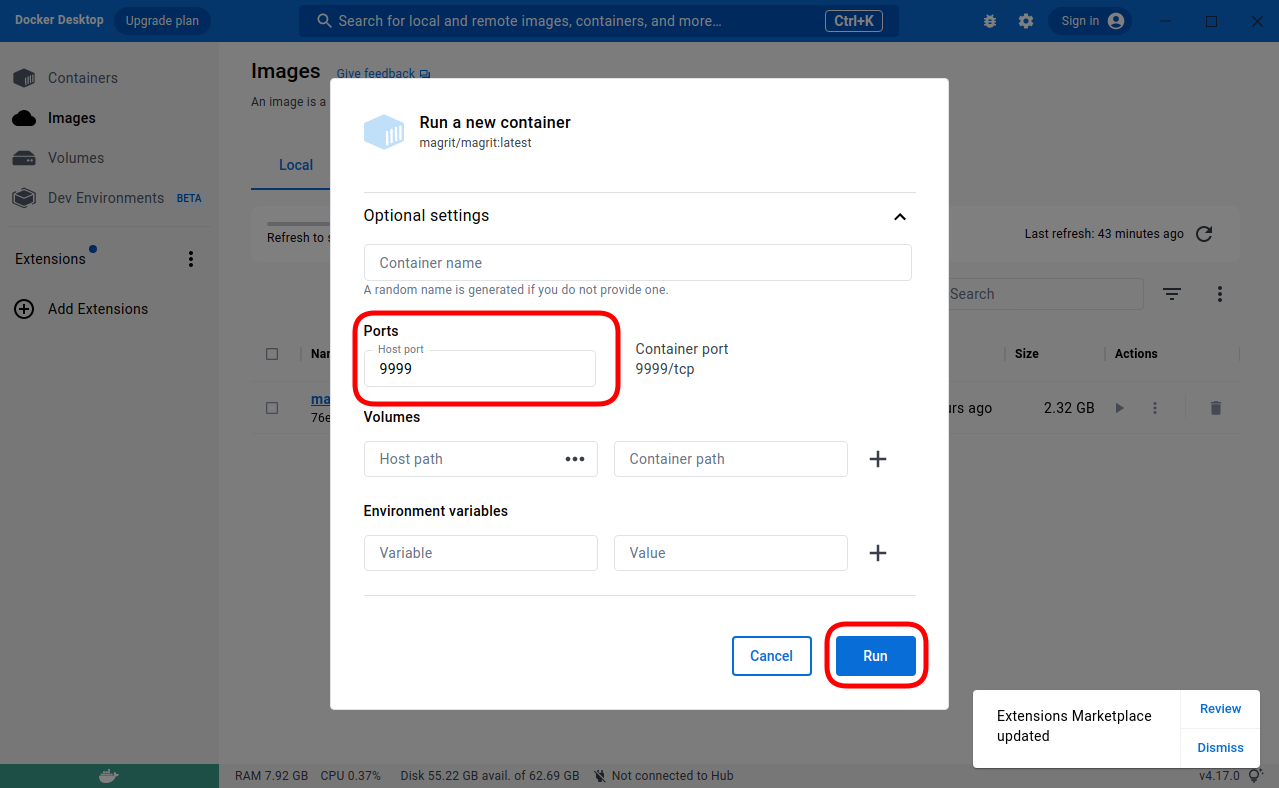 Docker Desktop
Upgrade plan
Search for local and remote images, containers, and more...
Ctrl+K
Sign in
Containers
Images
Volumes
Dev Environments BETA
Extensions
Add Extensions
Images Give feedback
An image is a
Local
Refresh to
Last refresh: 43 minutes ago
Search
Size
Actions
ago
2.32 GB
Run a new container
magrit/magrit:latest
Optional settings
Container name
A random name is generated if you do not provide one.
Ports
Host port
9999
Container port
9999/tcp
Volumes
Host path
Container path
Environment variables
Variable
Value
Cancel
Run
Extensions Marketplace
updated
Review
Dismiss
RAM 7.92 GB CPU 0.37% Disk 55.22 GB avail. of 62.69 GB Not connected to Hub
v4.17.0